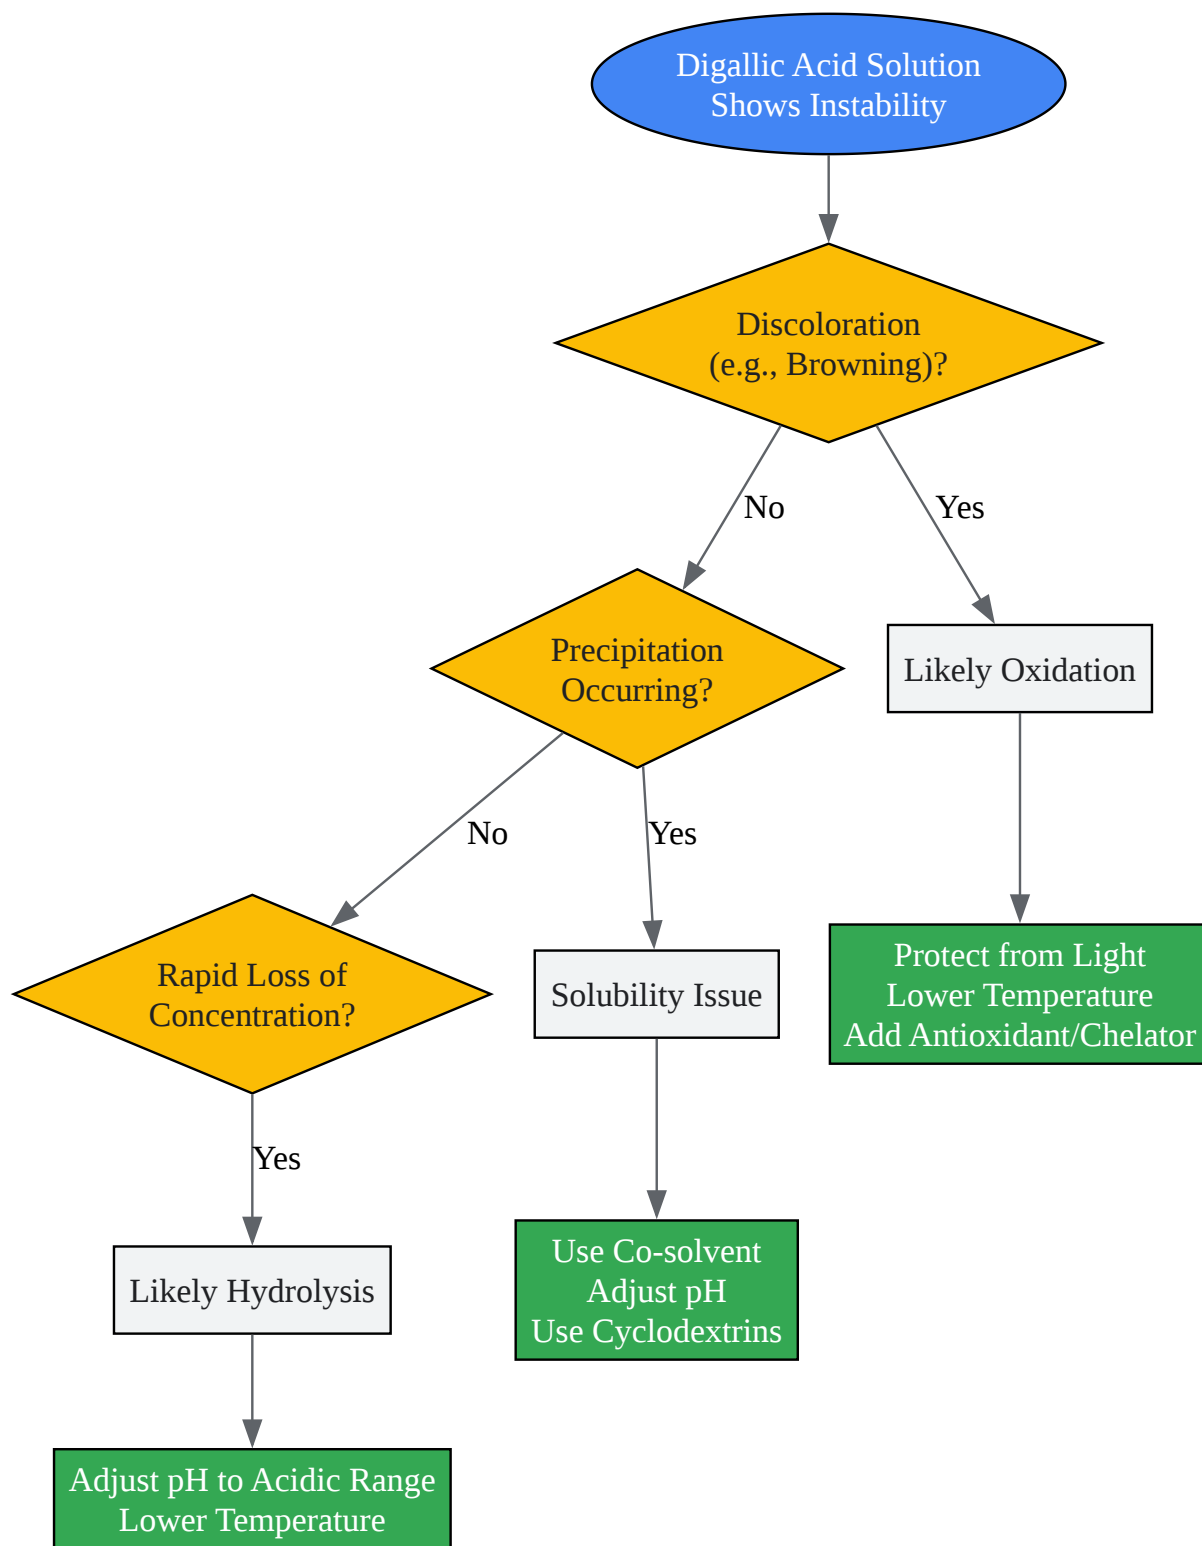 Digallic Acid Solution
Shows Instability
Discoloration
(e.g., Browning)?
No
Yes
Precipitation
Occurring?
Likely Oxidation
No
Yes
Protect from Light
Lower Temperature
Add Antioxidant/Chelator
Rapid Loss of
Concentration?
Solubility Issue
Yes
Use Co-solvent
Adjust pH
Use Cyclodextrins
Likely Hydrolysis
Adjust pH to Acidic Range
Lower Temperature